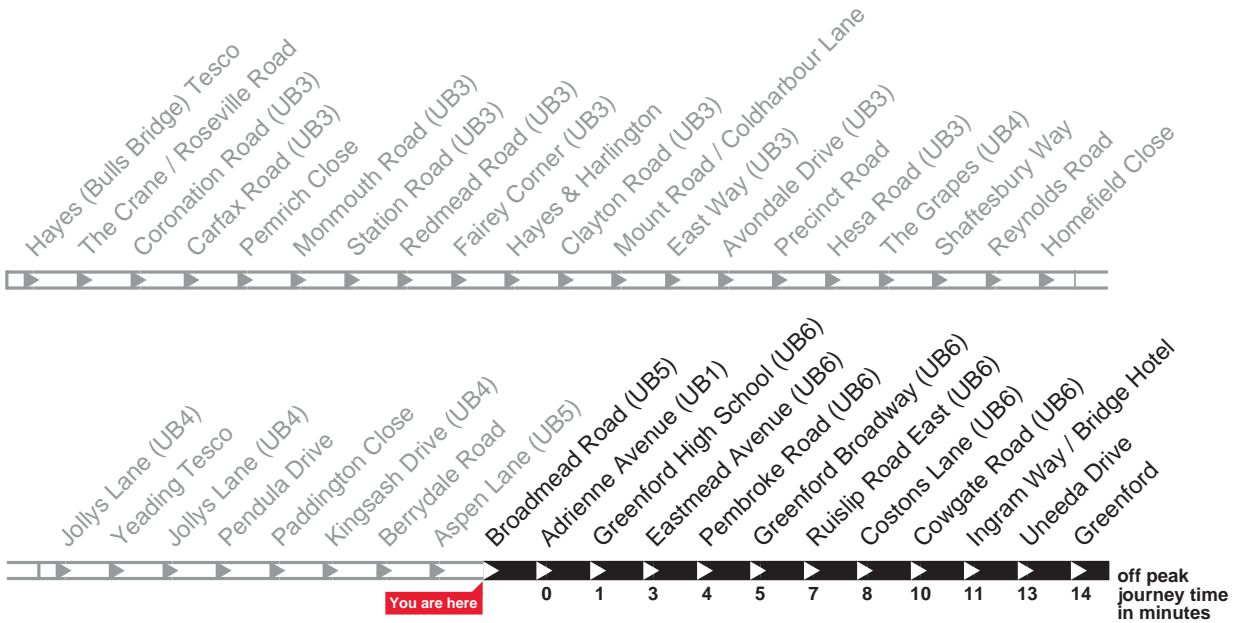 Hayes (Bulls Bridge) Tesco
The Crane / Roseville Road
Coronation Road (UB3)
Carfax Road (UB3)
Pemrich Close
Monmouth Road (UB3)
Station Road (UB3)
Redmead Road (UB3)
Fairey Corner (UB3)
Hayes & Harlington
Clayton Road (UB3)
Mount Road / Coldharbour Lane
East Way (UB3)
Avondale Drive (UB3)
Precinct Road
Hesa Road (UB3)
The Grapes (UB4)
Shaftesbury Way
Reynolds Road
Homefield Close
Jollys Lane (UB4)
Yeading Tesco
Jollys Lane (UB4)
Pendula Drive
Paddington Close
Kingsash Drive (UB4)
Berrydale Road
Aspen Lane (UB5)
Broadmead Road (UB5)
Adrienne Avenue (UB1)
Greenford High School (UB6)
Eastmead Avenue (UB6)
Pembroke Road (UB6)
Greenford Broadway (UB6)
Ruislip Road East (UB6)
Costons Lane (UB6)
Cowgate Road (UB6)
Ingram Way / Bridge Hotel
Uneeda Drive
Greenford
You are here
0 1 3 4 5 7 8 10 11 13 14
off peak
journey time
in minutes